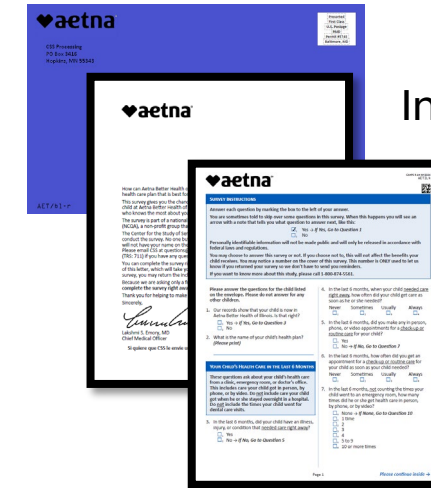 aetna
Presorted
First Class
U.S. Postage
PAID
Permit #5741
Baltimore, MD
CSS Processing
PO Box 3416
Hopkins, MN 55343
AET/bl-r
In
aetna
How can Aetna Better Health a
health care plan that is best fo
This survey gives you the chan
child at Aetna Better Health of
who knows the most about you
This survey is part of a national
(NCQA), a non-profit group tha
The Center for the Study of Ser
conduct the survey. No one bu
will not have your name on the
Please email CSS at questions@
(TRS: 711) if you have any ques
You can complete the survey n
of this letter, which will take yo
survey, you may return the ins
Because we are asking only a f
complete the survey right awa
Thank you for helping to make
Sincerely,
Lakshmi S. Emory, MD
Chief Medical Officer
Si quiere que CSS le envíe u
aetna
SURVEY INSTRUCTIONS
Answer each question by marking the box to the left of your answer.
You are sometimes told to skip over some questions in this survey. When this happens you will see an
arrow with a note that tells you what question to answer next, like this:
Yes → If Yes, Go to Question 1
No
Personally identifiable information will not be made public and will only be released in accordance with
federal laws and regulations.
You may choose to answer this survey or not. If you choose not to, this will not affect the benefits your
child receives. You may notice a number on the cover of this survey. This number is ONLY used to let us
know if you returned your survey so we don't have to send you reminders.
If you want to know more about this study, please call 1-800-874-5561.
Please answer the questions for the child listed
on the envelope. Please do not answer for any
other children.
1. Our records show that your child is now in
Aetna Better Health of Illinois. Is that right?
Yes → If Yes, Go to Question 3
No
2. What is the name of your child's health plan?
(Please print)
YOUR CHILD'S HEALTH CARE IN THE LAST 6 MONTHS
These questions ask about your child's health care
from a clinic, emergency room, or doctor's office.
This includes care your child got in person, by
phone, or by video. Do not include care your child
got when he or she stayed overnight in a hospital.
Do not include the times your child went for
dental care visits.
3. In the last 6 months, did your child have an illness,
injury, or condition that needed care right away?
Yes
No → If No, Go to Question 5
4. In the last 6 months, when your child needed care
right away, how often did your child get care as
soon as he or she needed?
Never Sometimes Usually Always
5. In the last 6 months, did you make any in person,
phone, or video appointments for a check-up or
routine care for your child?
Yes
No → If No, Go to Question 7
6. In the last 6 months, how often did you get an
appointment for a check-up or routine care for
your child as soon as your child needed?
Never Sometimes Usually Always
7. In the last 6 months, not counting the times your
child went to an emergency room, how many
times did he or she get health care in person,
by phone, or by video?
None → If None, Go to Question 10
1 time
2
3
4
5 to 9
10 or more times
Page 1
Please continue inside →